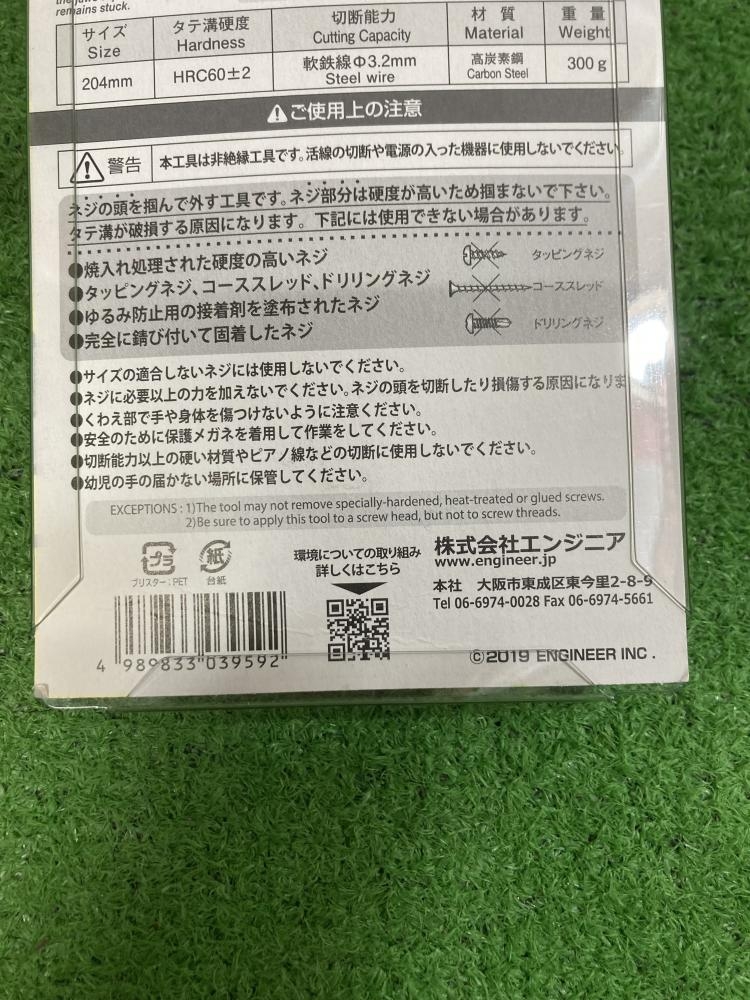 remains stuck.
サイズ タテ溝硬度 切断能力 材 質 重 量
Size Hardness Cutting Capacity Material Weight
204mm HRC60±2 軟鉄線Φ3.2mm 高炭素鋼 300g
Steel wire Carbon Steel
⚠ご使用上の注意
⚠警告 本工具は非絶縁工具です。活線の切断や電源の入った機器に使用しないでください。
ネジの頭を掴んで外す工具です。ネジ部分は硬度が高いため掴まないで下さい。
タテ溝が破損する原因になります。下記には使用できない場合があります。
●焼入れ処理された硬度の高いネジ タッピングネジ
●タッピングネジ、コーススレッド、ドリリングネジ コーススレッド
●ゆるみ防止用の接着剤を塗布されたネジ ドリリングネジ
●完全に錆び付いて固着したネジ
●サイズの適合しないネジには使用しないでください。
●ネジに必要以上の力を加えないでください。ネジの頭を切断したり損傷する原因になりま
●くわえ部で手や身体を傷つけないように注意ください。
●安全のために保護メガネを着用して作業をしてください。
●切断能力以上の硬い材質やピアノ線などの切断に使用しないでください。
●幼児の手の届かない場所に保管してください。
EXCEPTIONS : 1)The tool may not remove specially-hardened, heat-treated or glued screws.
2)Be sure to apply this tool to a screw head, but not to screw threads.
プラ 紙
ブリスター:PET 台紙
環境についての取り組み
詳しくはこちら
株式会社エンジニア
www.engineer.jp
本社 大阪市東成区東今里2-8-9
Tel 06-6974-0028 Fax 06-6974-5661
4 989833 039592
©2019 ENGINEER INC.